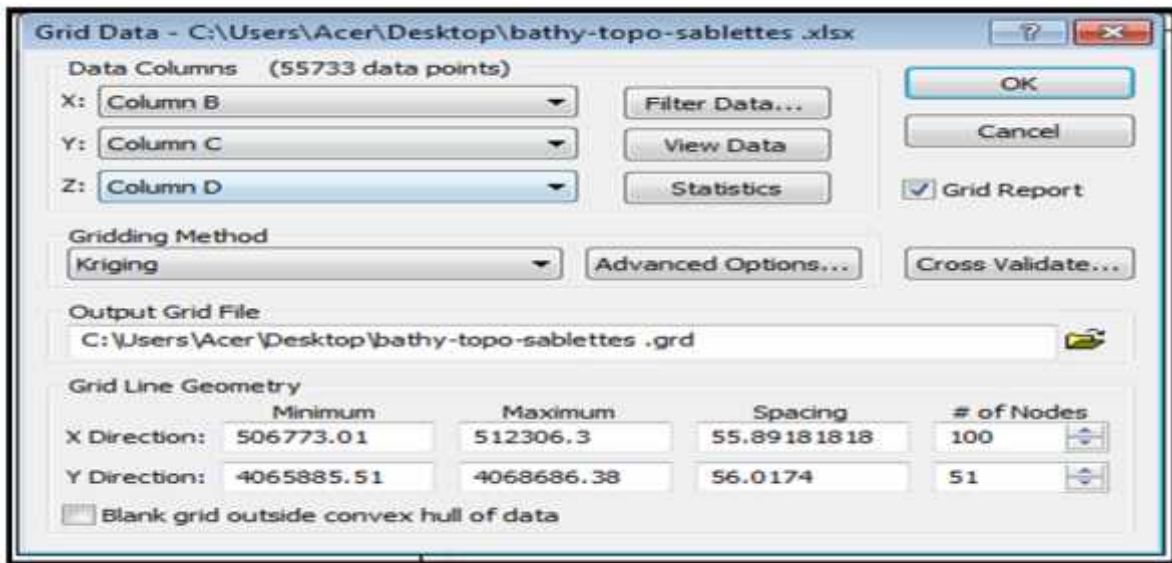 Grid Data - C:\Users\Acer\Desktop\bathy-topo-sablettes .xlsx
Data Columns (55733 data points)
X: Column B
Filter Data...
OK
Y: Column C
View Data
Cancel
Z: Column D
Statistics
Grid Report
Gridding Method
Kriging
Advanced Options...
Cross Validate...
Output Grid File
C:\Users\Acer\Desktop\bathy-topo-sablettes .grd
Grid Line Geometry
Minimum Maximum Spacing # of Nodes
X Direction: 506773.01 512306.3 55.89181818 100
Y Direction: 4065885.51 4068686.38 56.0174 51
Blank grid outside convex hull of data